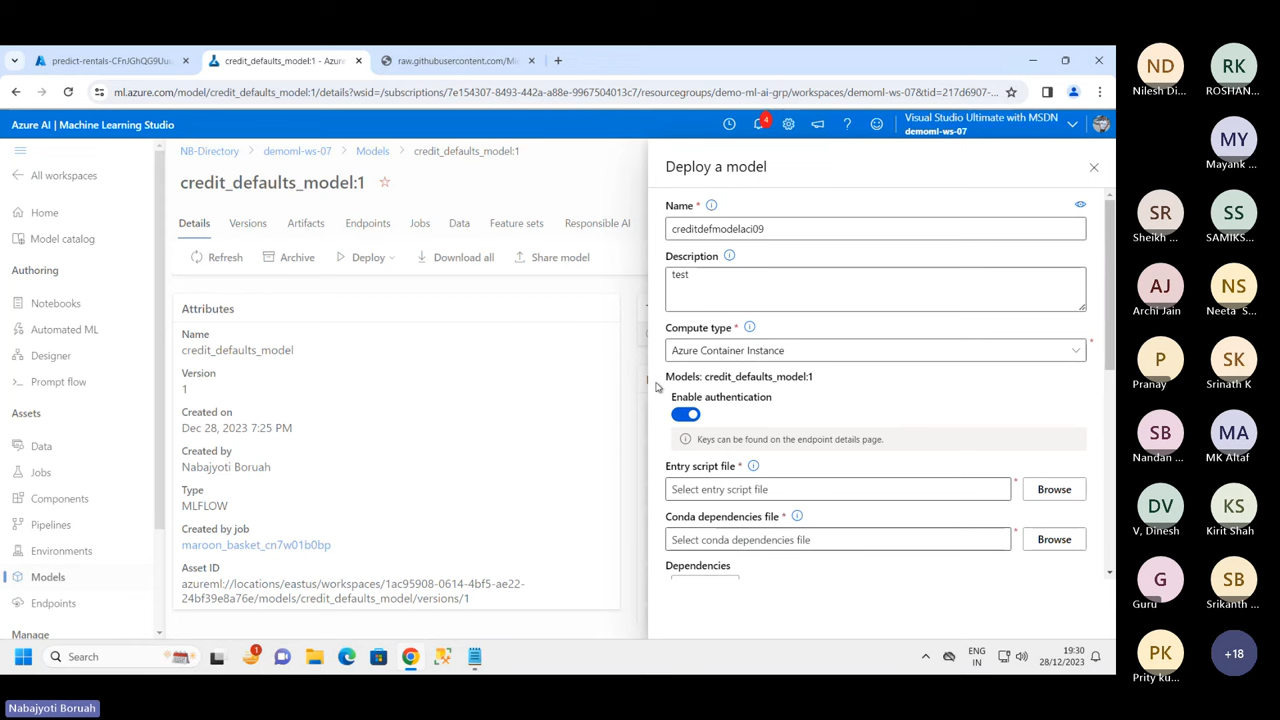 predict-rentals-CFnJGhQG9Uu
credit_defaults_model:1 - Azure
raw.githubusercontent.com/Mi
ml.azure.com/model/credit_defaults_model:1/details?wsid=/subscriptions/7e154307-8493-442a-a88e-9967504013c7/resourcegroups/demo-ml-ai-grp/workspaces/demoml-ws-07&tid=217d6907-...
Azure AI | Machine Learning Studio
4
Visual Studio Ultimate with MSDN
demoml-ws-07
All workspaces
Home
Model catalog
Authoring
Notebooks
Automated ML
Designer
Prompt flow
Assets
Data
Jobs
Components
Pipelines
Environments
Models
Endpoints
Manage
NB-Directory > demoml-ws-07 > Models > credit_defaults_model:1
credit_defaults_model:1
Details Versions Artifacts Endpoints Jobs Data Feature sets Responsible AI
Refresh Archive Deploy Download all Share model
Attributes
Name
credit_defaults_model
Version
1
Created on
Dec 28, 2023 7:25 PM
Created by
Nabajyoti Boruah
Type
MLFLOW
Created by job
maroon_basket_cn7w01b0bp
Asset ID
azureml://locations/eastus/workspaces/1ac95908-0614-4bf5-ae22-
24bf39e8a76e/models/credit_defaults_model/versions/1
Deploy a model
Name *
creditdefmodelaci09
Description
test
Compute type *
Azure Container Instance
*
Models: credit_defaults_model:1
Enable authentication
Keys can be found on the endpoint details page.
Entry script file *
Select entry script file * Browse
Conda dependencies file *
Select conda dependencies file * Browse
Dependencies
Search
1
ENG
IN
19:30
28/12/2023
Nabajyoti Boruah
ND
Nilesh Di...
RK
ROSHAN...
MY
Mayank ...
SR
Sheikh ...
SS
SAMIKS...
AJ
Archi Jain
NS
Neeta S...
P
Pranay
SK
Srinath K
SB
Nandan ...
MA
MK Altaf
DV
V, Dinesh
KS
Kirit Shah
G
Guru
SB
Srikanth ...
PK
Prity ku...
+18